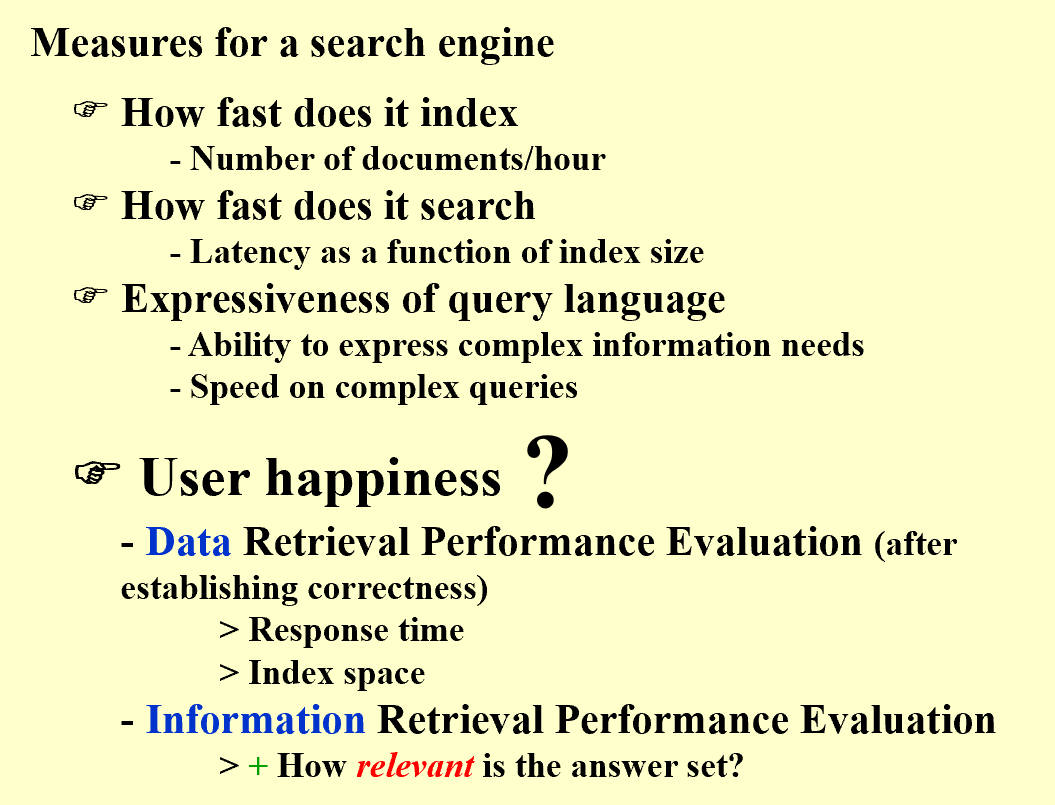 Measures for a search engine
☞ How fast does it index
- Number of documents/hour
☞ How fast does it search
- Latency as a function of index size
☞ Expressiveness of query language
- Ability to express complex information needs
- Speed on complex queries
☞ User happiness ?
- Data Retrieval Performance Evaluation (after
establishing correctness)
> Response time
> Index space
- Information Retrieval Performance Evaluation
> + How relevant is the answer set?